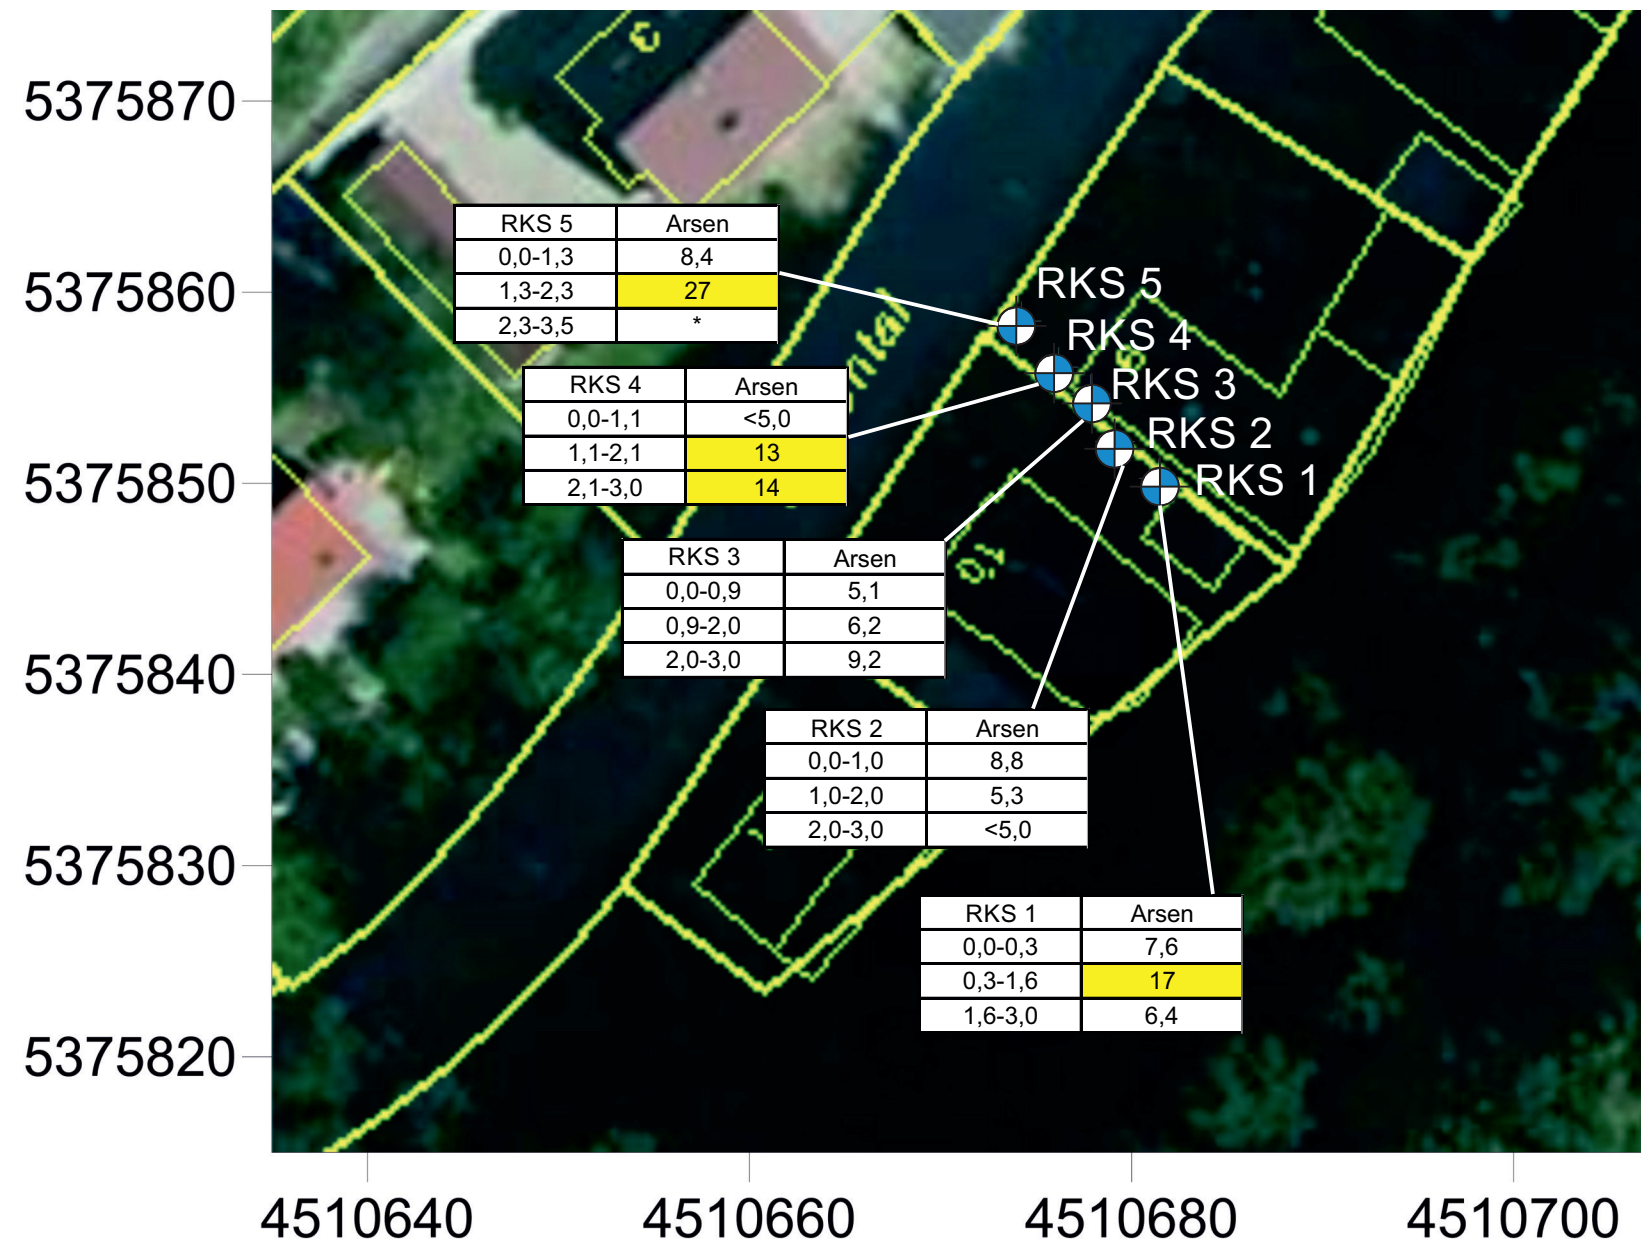 5375870
5375860
5375850
5375840
5375830
5375820
4510640
4510660
4510680
4510700
3
RKS 5 Arsen
0,0-1,3 8,4
1,3-2,3 27
2,3-3,5 *
RKS 4 Arsen
0,0-1,1 <5,0
1,1-2,1 13
2,1-3,0 14
RKS 3 Arsen
0,0-0,9 5,1
0,9-2,0 6,2
2,0-3,0 9,2
RKS 2 Arsen
0,0-1,0 8,8
1,0-2,0 5,3
2,0-3,0 <5,0
RKS 1 Arsen
0,0-0,3 7,6
0,3-1,6 17
1,6-3,0 6,4
RKS 5
RKS 4
RKS 3
RKS 2
RKS 1